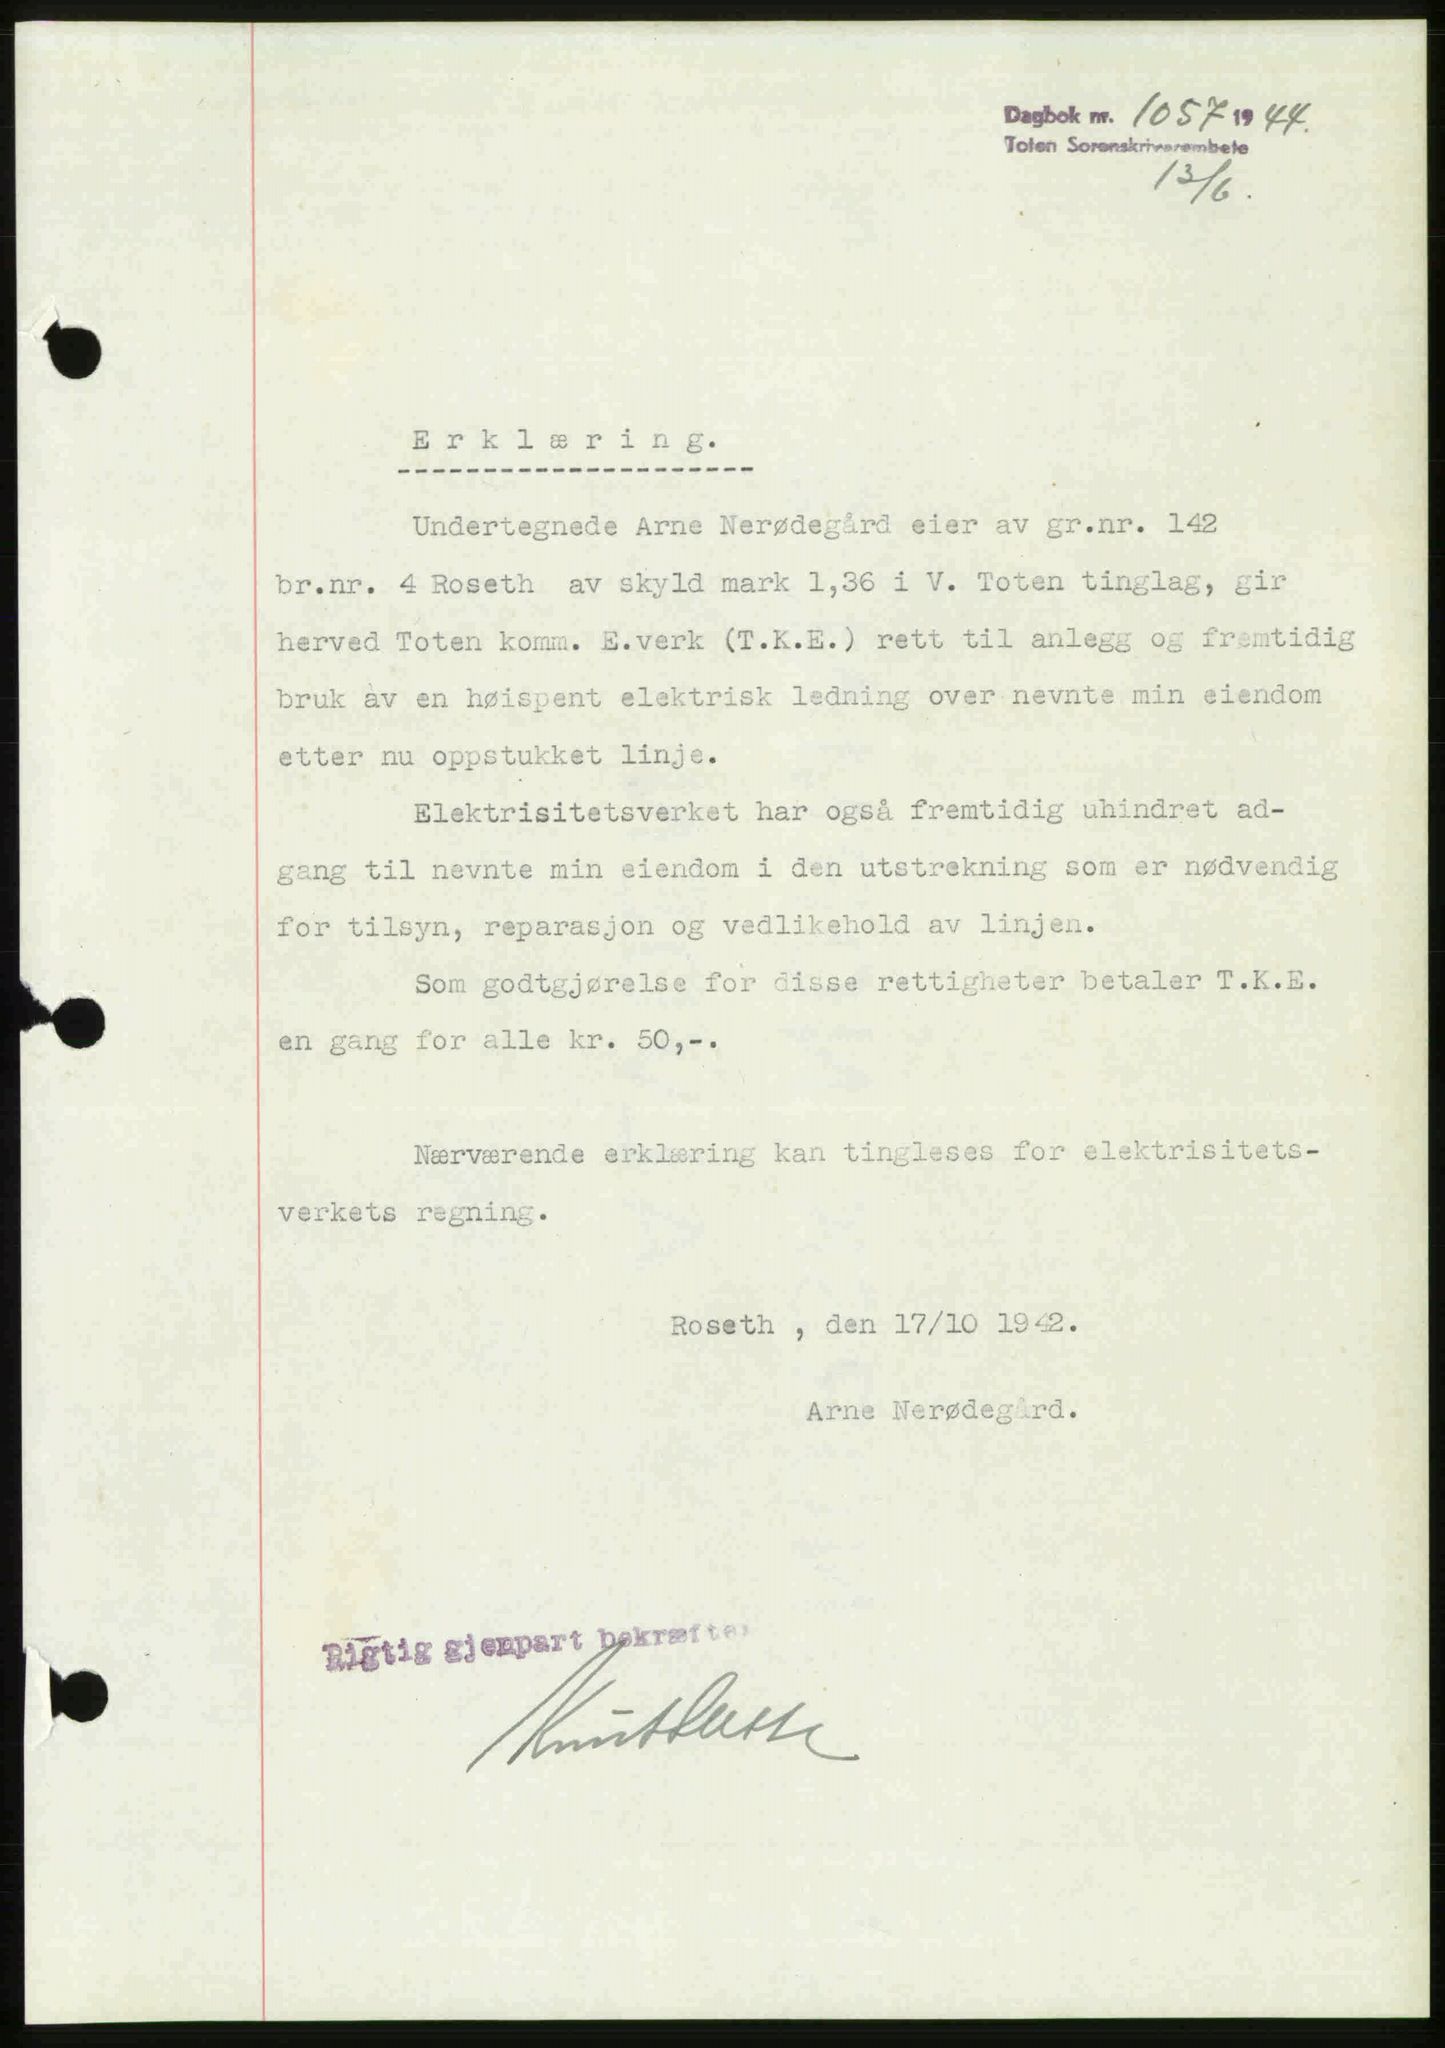 Dagbok nr. 1057 1944.
Toten Sorenskriverembete
13/6.
Erklæring.
Undertegnede Arne Nerødegård eier av gr.nr. 142
br.nr. 4 Roseth av skyld mark 1,36 i V. Toten tinglag, gir
herved Toten komm. E.verk (T.K.E.) rett til anlegg og fremtidig
bruk av en høispent elektrisk ledning over nevnte min eiendom
etter nu oppstukket linje.
Elektrisitetsverket har også fremtidig uhindret ad-
gang til nevnte min eiendom i den utstrekning som er nødvendig
for tilsyn, reparasjon og vedlikehold av linjen.
Som godtgjørelse for disse rettigheter betaler T.K.E.
en gang for alle kr. 50,-.
Nærværende erklæring kan tingleses for elektrisitets-
verkets regning.
Roseth , den 17/10 1942.
Arne Nerødegård.
Rigtig gjenpart bekræftes
Knut